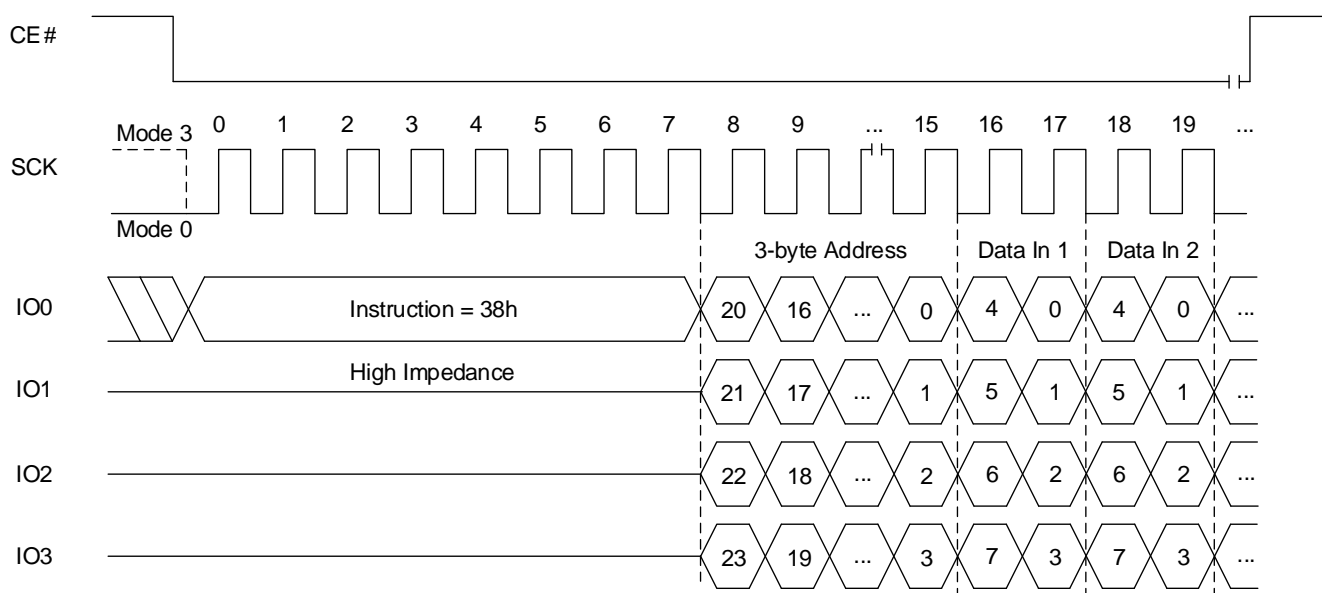 CE#
Mode 3 0 1 2 3 4 5 6 7 8 9 ... 15 16 17 18 19 ...
SCK
Mode 0
3-byte Address Data In 1 Data In 2
IO0 Instruction = 38h 20 16 ... 0 4 0 4 0 ...
High Impedance
IO1 21 17 ... 1 5 1 5 1 ...
IO2 22 18 ... 2 6 2 6 2 ...
IO3 23 19 ... 3 7 3 7 3 ...